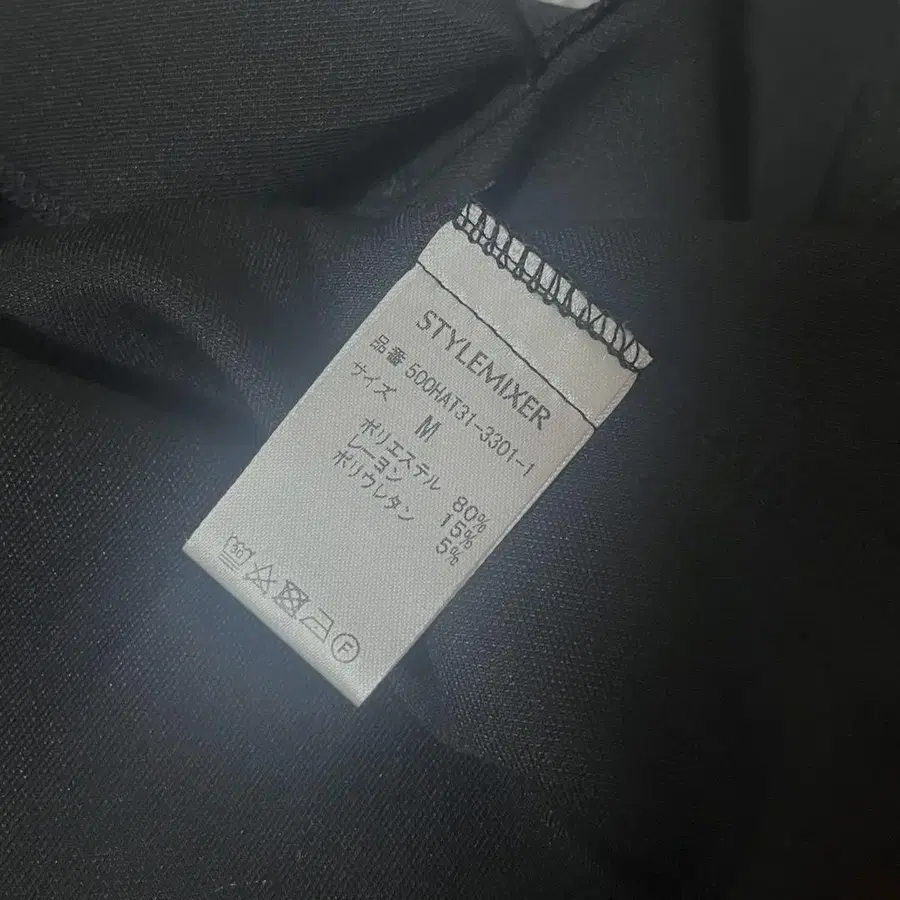 STYLEMIXER
品番 500HAT31-3301-1
サイズ M
ポリエステル 80%
レーヨン 15%
ポリウレタン 5%
30
F